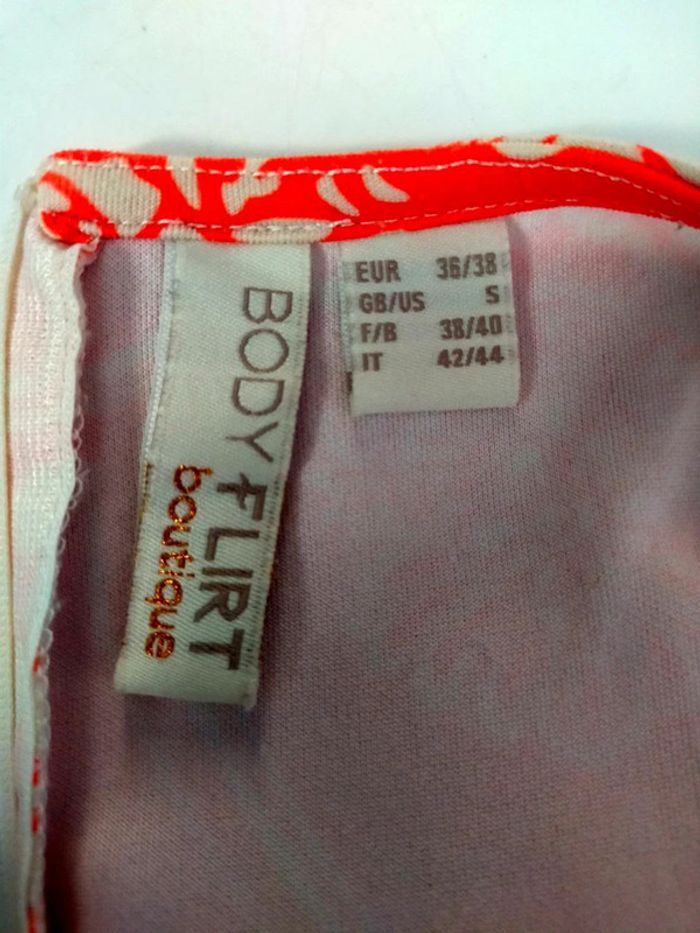 BODY FLIRT
boutique
EUR 36/38
GB/US S
F/B 38/40
IT 42/44